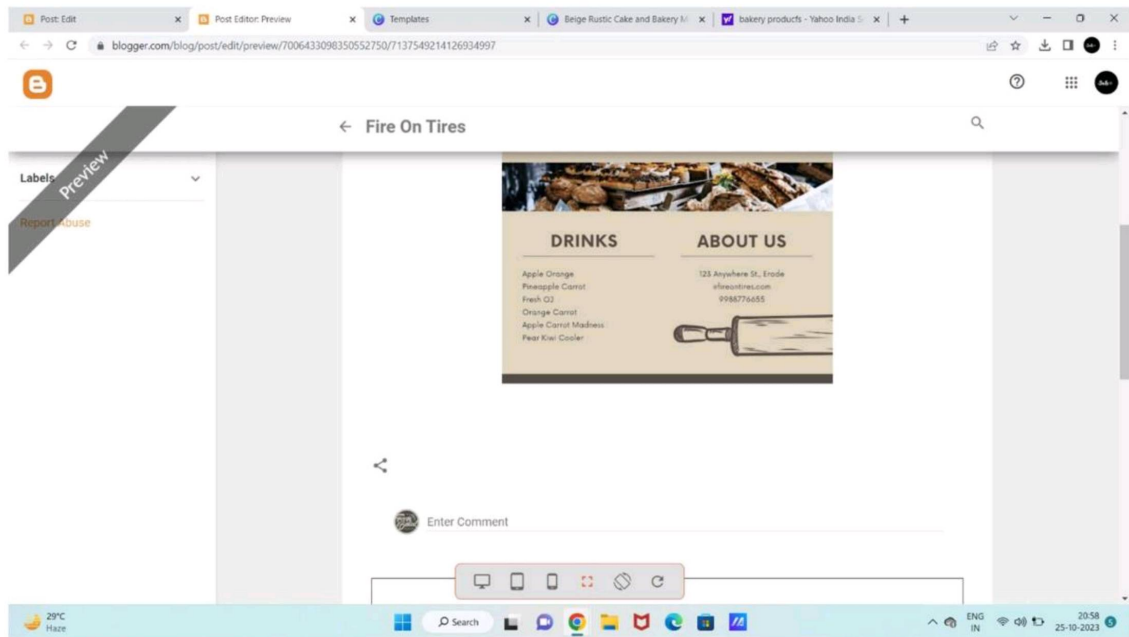 Post: Edit
Post Editor: Preview
Templates
Beige Rustic Cake and Bakery M
bakery producfs - Yahoo India S
blogger.com/blog/post/edit/preview/7006433098350552750/7137549214126934997
Fire On Tires
Preview
Labels
Report Abuse
DRINKS
Apple Orange
Pineapple Carrot
Fresh OJ
Orange Carrot
Apple Carrot Madness
Pear Kiwi Cooler
ABOUT US
123 Anywhere St., Erode
9988776655
Enter Comment
29°C
Haze
Search
ENG
IN
20:58
25-10-2023